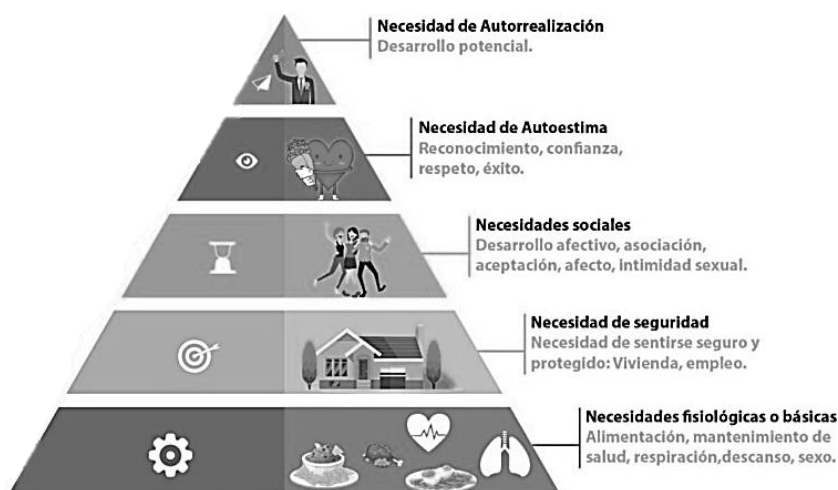 Necesidad de Autorrealización
Desarrollo potencial.
Necesidad de Autoestima
Reconocimiento, confianza,
respeto, éxito.
Necesidades sociales
Desarrollo afectivo, asociación,
aceptación, afecto, intimidad sexual.
Necesidad de seguridad
Necesidad de sentirse seguro y
protegido: Vivienda, empleo.
Necesidades fisiológicas o básicas
Alimentación, mantenimiento de
salud, respiración,descanso, sexo.